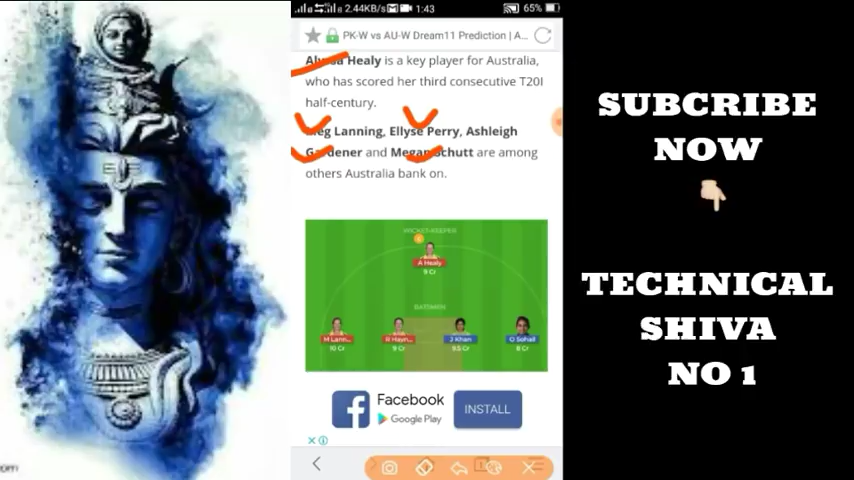 2.44KB/s 1:43 65%
PK-W vs AU-W Dream11 Prediction | A...
Alyssa Healy is a key player for Australia,
who has scored her third consecutive T20I
half-century.
Meg Lanning, Ellyse Perry, Ashleigh
Gardener and Megan Schutt are among
others Australia bank on.
WICKET-KEEPER
A Healy
9 Cr
BATSMEN
M Lann... R Hayn... J Khan O Sohail
10 Cr 9 Cr 9.5 Cr 8 Cr
Facebook
Google Play
INSTALL
SUBCRIBE
NOW
TECHNICAL
SHIVA
NO 1